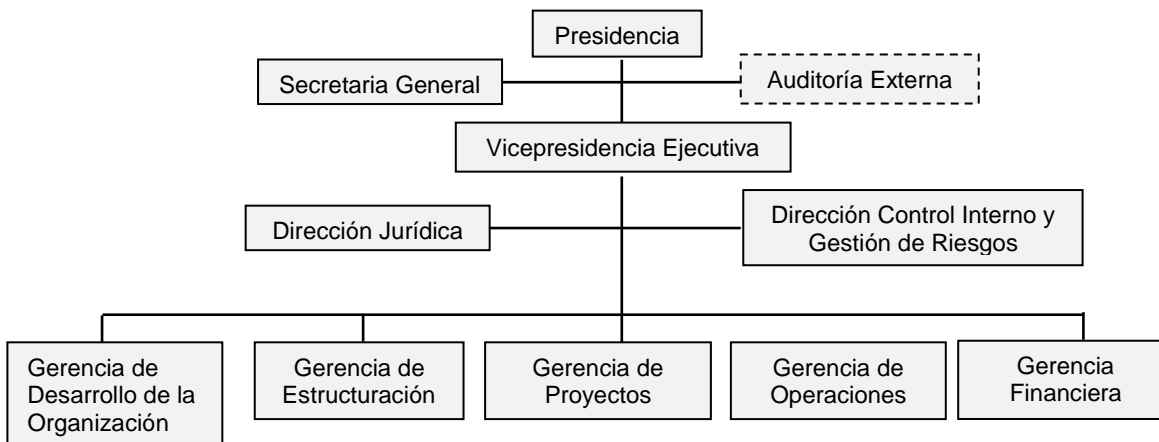 Presidencia
Secretaria General
Auditoría Externa
Vicepresidencia Ejecutiva
Dirección Jurídica
Dirección Control Interno y
Gestión de Riesgos
Gerencia de
Desarrollo de la
Organización
Gerencia de
Estructuración
Gerencia de
Proyectos
Gerencia de
Operaciones
Gerencia
Financiera